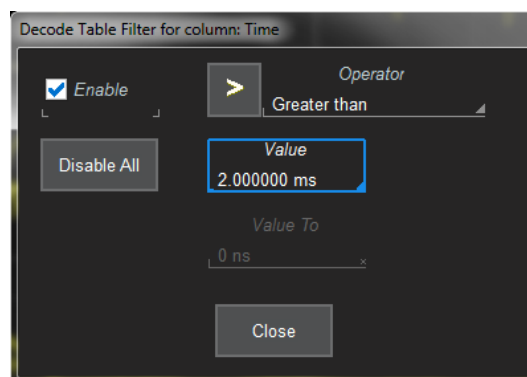 Decode Table Filter for column: Time
Enable
>
Operator
Greater than
Disable All
Value
2.000000 ms
Value To
0 ns
×
Close